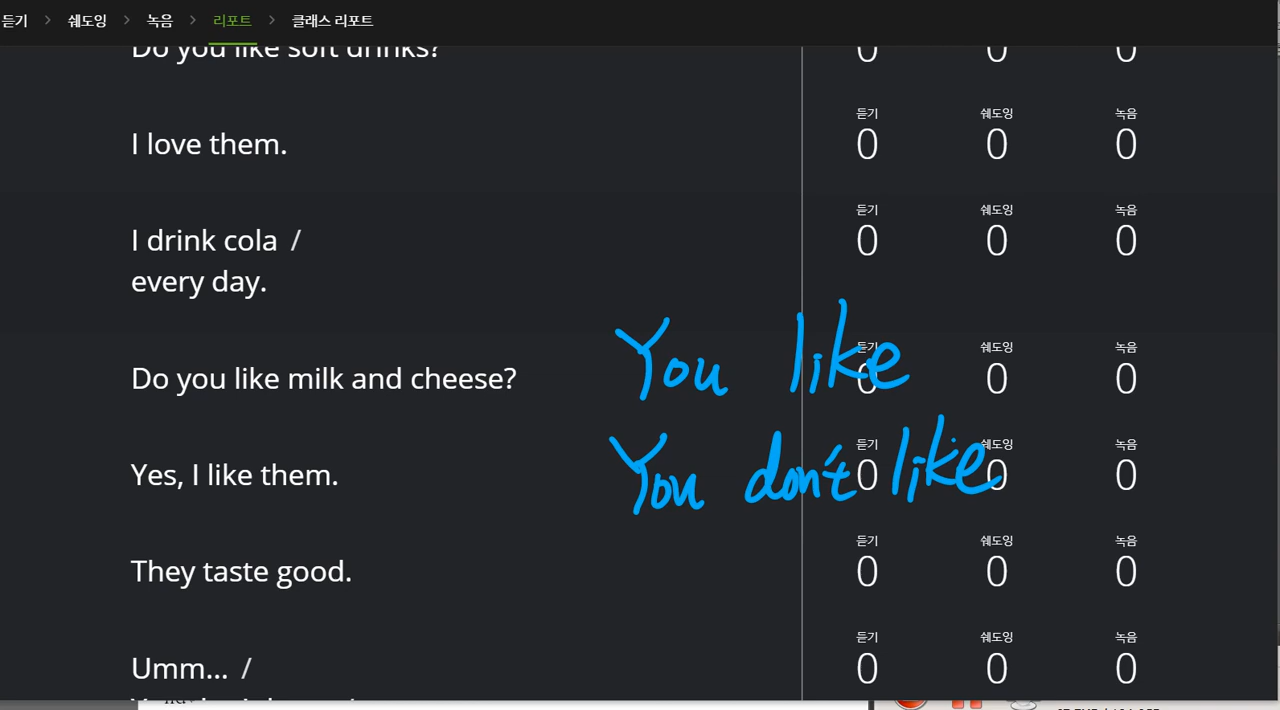 듣기 > 쉐도잉 > 녹음 > 리포트 > 클래스 리포트
Do you like soft drinks?
0 0 0
듣기 쉐도잉 녹음
I love them.
0 0 0
듣기 쉐도잉 녹음
I drink cola /
0 0 0
every day.
You like
듣기 쉐도잉 녹음
Do you like milk and cheese?
0 0 0
You don't like
듣기 쉐도잉 녹음
Yes, I like them.
0 0 0
듣기 쉐도잉 녹음
They taste good.
0 0 0
듣기 쉐도잉 녹음
Umm... /
0 0 0